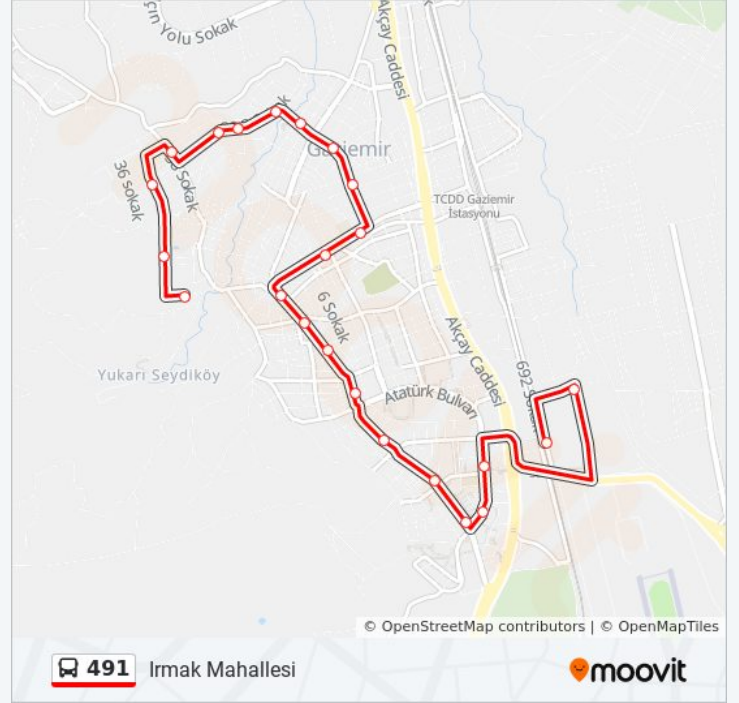 çın Yolu Sokak
Akçay Caddesi
Gaziemir
36 sokak
Sokak
TCDD Gaziemir
İstasyonu
6 Sokak
Akçay Caddesi
Yukarı Seydiköy
Atatürk Bulvarı
692 Sokak
© OpenStreetMap contributors | © OpenMapTiles
491 Irmak Mahallesi
moovit